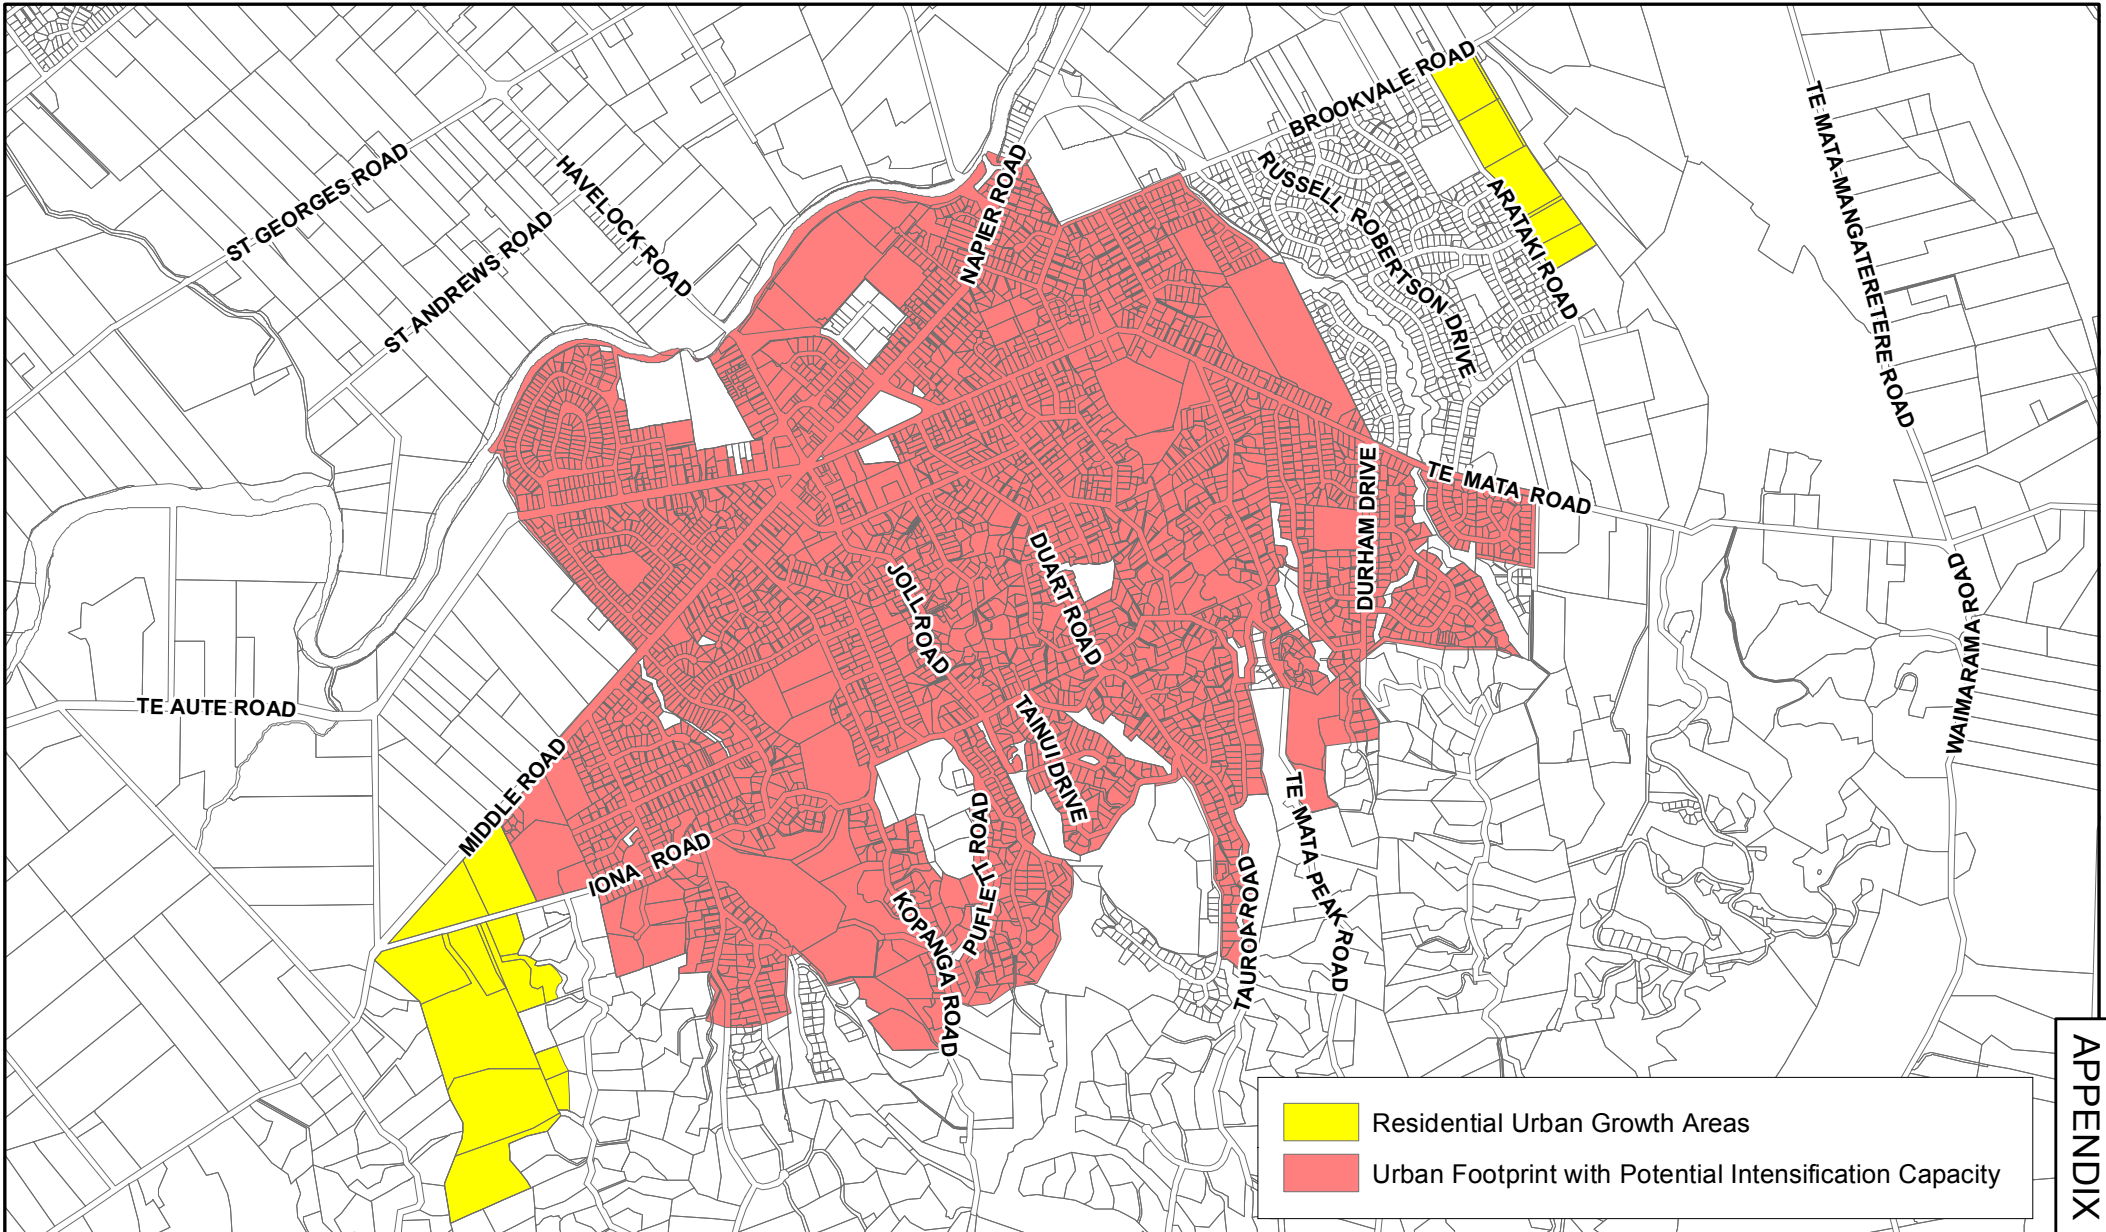 BROOKVALE ROAD
TE MATA-MANGATERETERE ROAD
ST GEORGES ROAD
HAVELOCK ROAD
NAPIER ROAD
RUSSELL ROBERTSON DRIVE
ARATAKI ROAD
ST ANDREWS ROAD
TE MATA ROAD
DURHAM DRIVE
DUART ROAD
JOLL ROAD
WAIMARAMA ROAD
TE AUTE ROAD
TAINUI DRIVE
MIDDLE ROAD
IONA ROAD
PUFLETT ROAD
TE MATA PEAK ROAD
KOPANGA ROAD
TAUROA ROAD
Residential Urban Growth Areas
Urban Footprint with Potential Intensification Capacity
APPENDIX